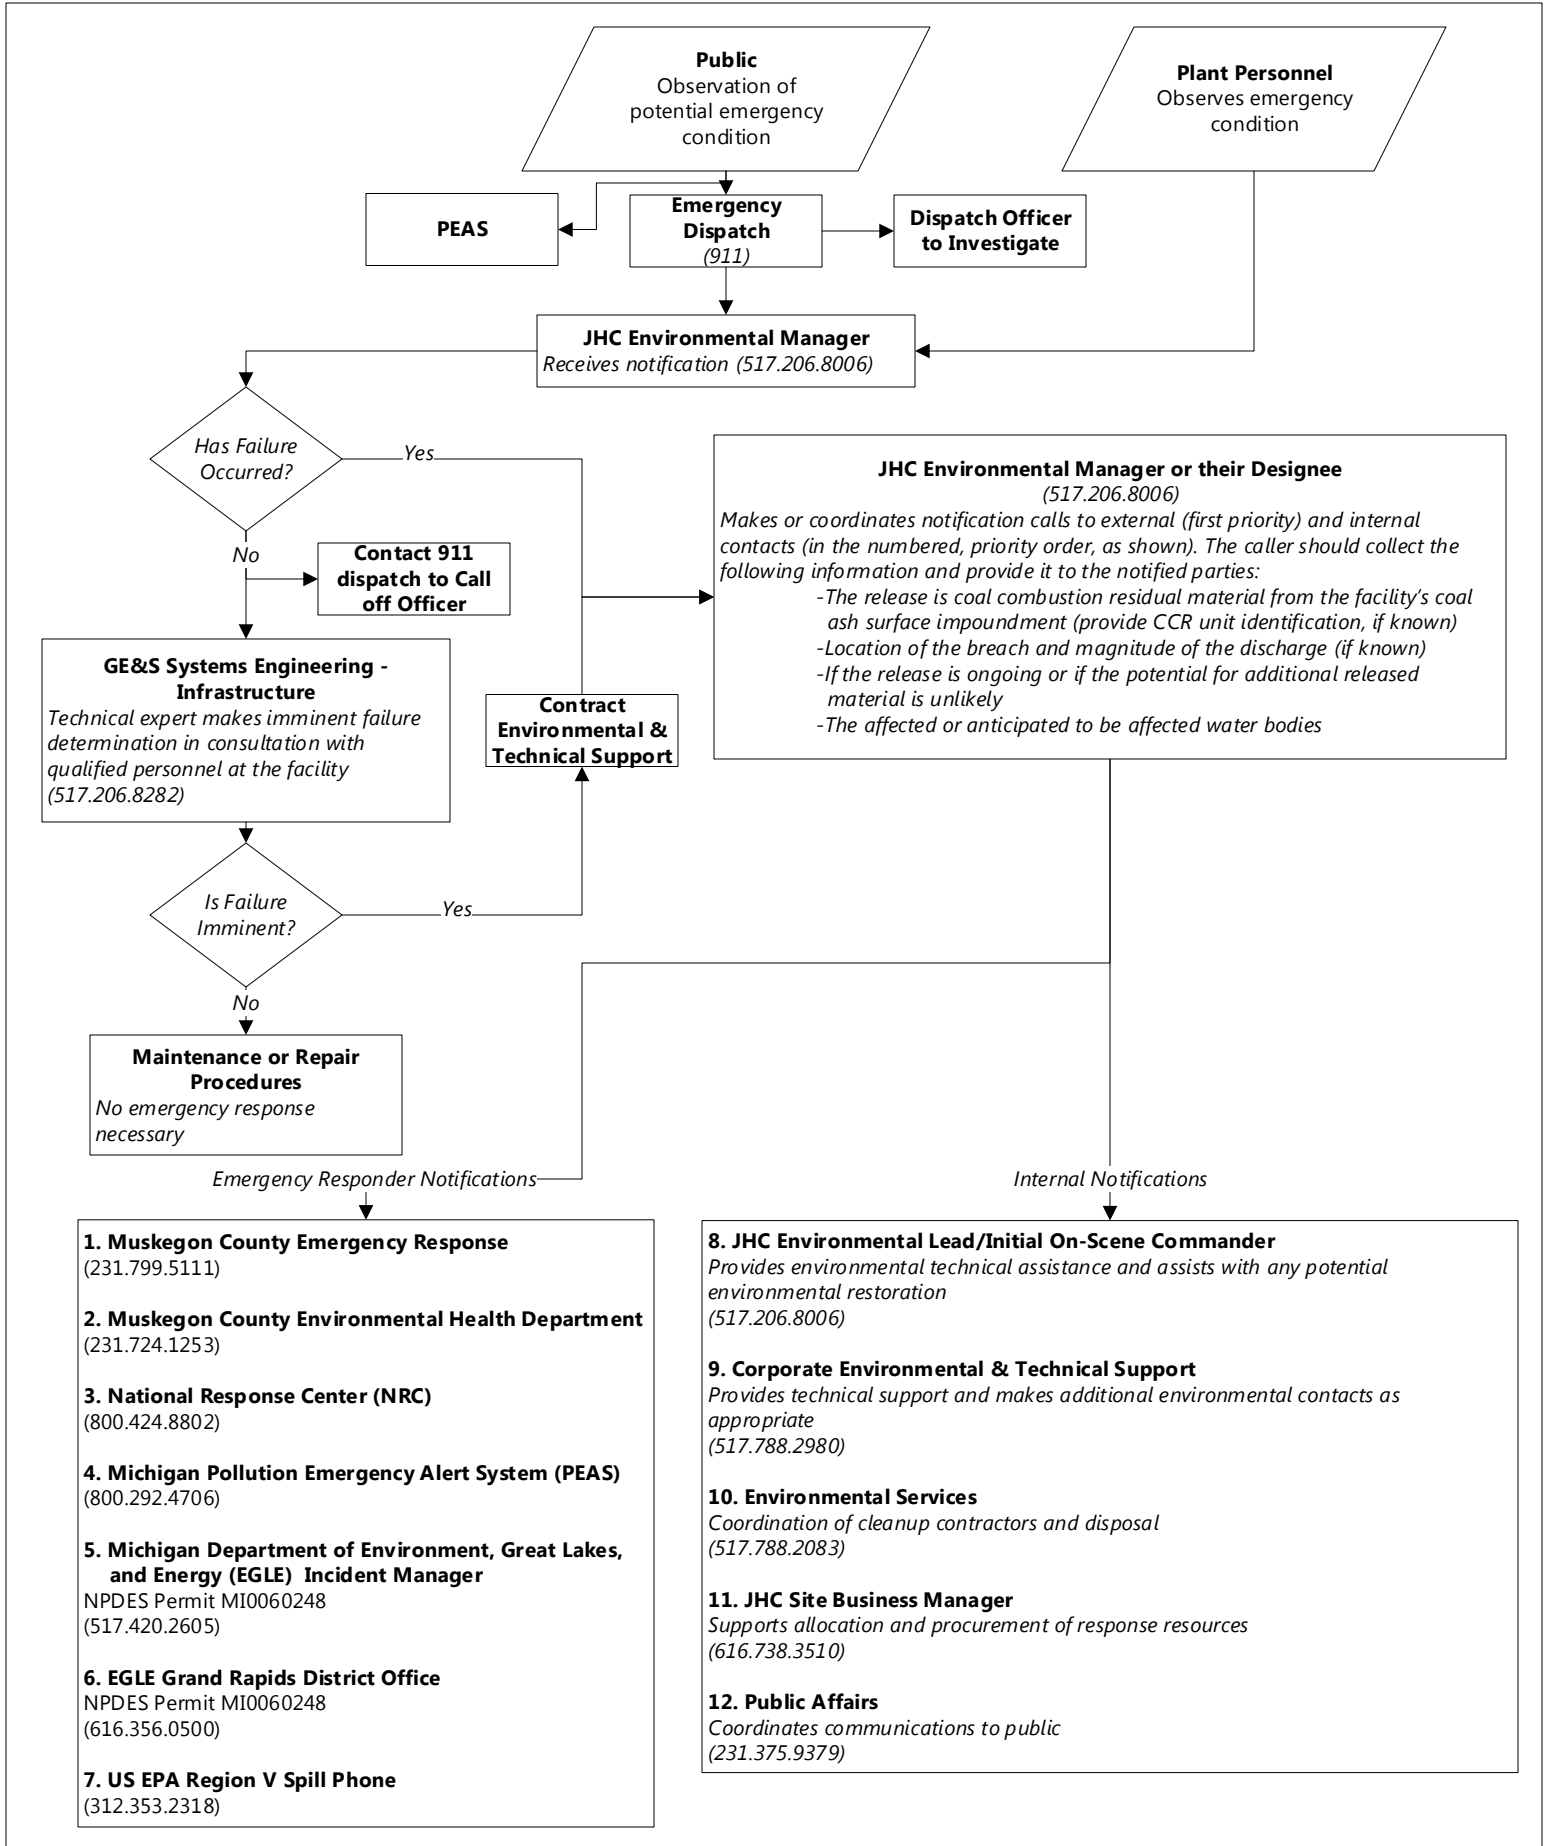 Public
Observation of
potential emergency
condition
Plant Personnel
Observes emergency
condition
PEAS
Emergency
Dispatch
(911)
Dispatch Officer
to Investigate
JHC Environmental Manager
Receives notification (517.206.8006)
Has Failure
Occurred?
Yes
No
Contact 911
dispatch to Call
off Officer
JHC Environmental Manager or their Designee
(517.206.8006)
Makes or coordinates notification calls to external (first priority) and internal
contacts (in the numbered, priority order, as shown). The caller should collect the
following information and provide it to the notified parties:
-The release is coal combustion residual material from the facility's coal
ash surface impoundment (provide CCR unit identification, if known)
-Location of the breach and magnitude of the discharge (if known)
-If the release is ongoing or if the potential for additional released
material is unlikely
-The affected or anticipated to be affected water bodies
GE&S Systems Engineering -
Infrastructure
Technical expert makes imminent failure
determination in consultation with
qualified personnel at the facility
(517.206.8282)
Contract
Environmental &
Technical Support
Is Failure
Imminent?
Yes
No
Maintenance or Repair
Procedures
No emergency response
necessary
Emergency Responder Notifications
1. Muskegon County Emergency Response
(231.799.5111)
2. Muskegon County Environmental Health Department
(231.724.1253)
3. National Response Center (NRC)
(800.424.8802)
4. Michigan Pollution Emergency Alert System (PEAS)
(800.292.4706)
5. Michigan Department of Environment, Great Lakes,
and Energy (EGLE) Incident Manager
NPDES Permit MI0060248
(517.420.2605)
6. EGLE Grand Rapids District Office
NPDES Permit MI0060248
(616.356.0500)
7. US EPA Region V Spill Phone
(312.353.2318)
Internal Notifications
8. JHC Environmental Lead/Initial On-Scene Commander
Provides environmental technical assistance and assists with any potential
environmental restoration
(517.206.8006)
9. Corporate Environmental & Technical Support
Provides technical support and makes additional environmental contacts as
appropriate
(517.788.2980)
10. Environmental Services
Coordination of cleanup contractors and disposal
(517.788.2083)
11. JHC Site Business Manager
Supports allocation and procurement of response resources
(616.738.3510)
12. Public Affairs
Coordinates communications to public
(231.375.9379)